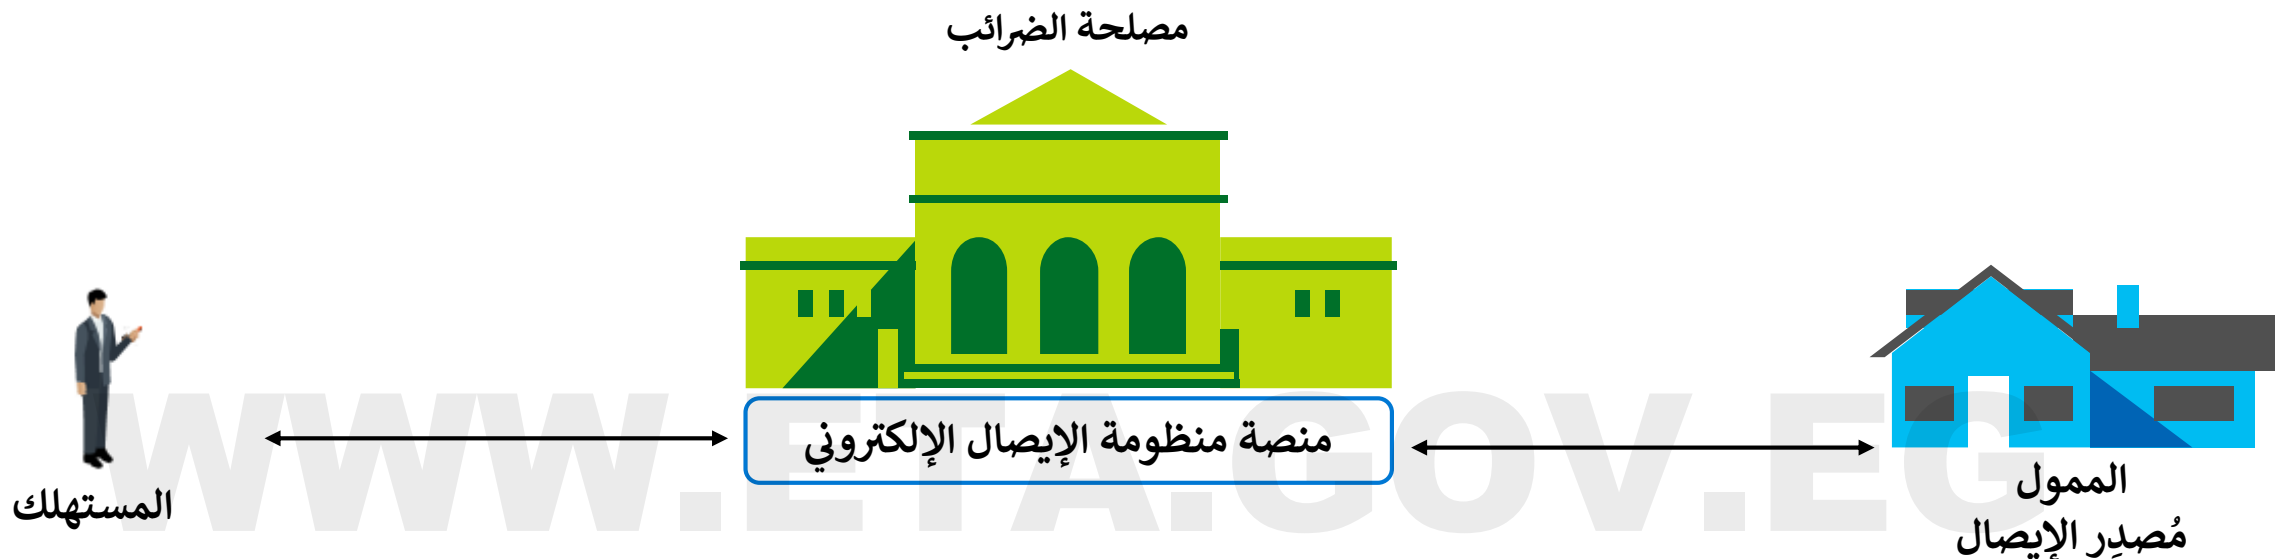 مصلحة الضرائب
منصة منظومة الإيصال الإلكتروني
الممول
مُصدِر الإيصال
المستهلك
WWW.ETA.GOV.EG